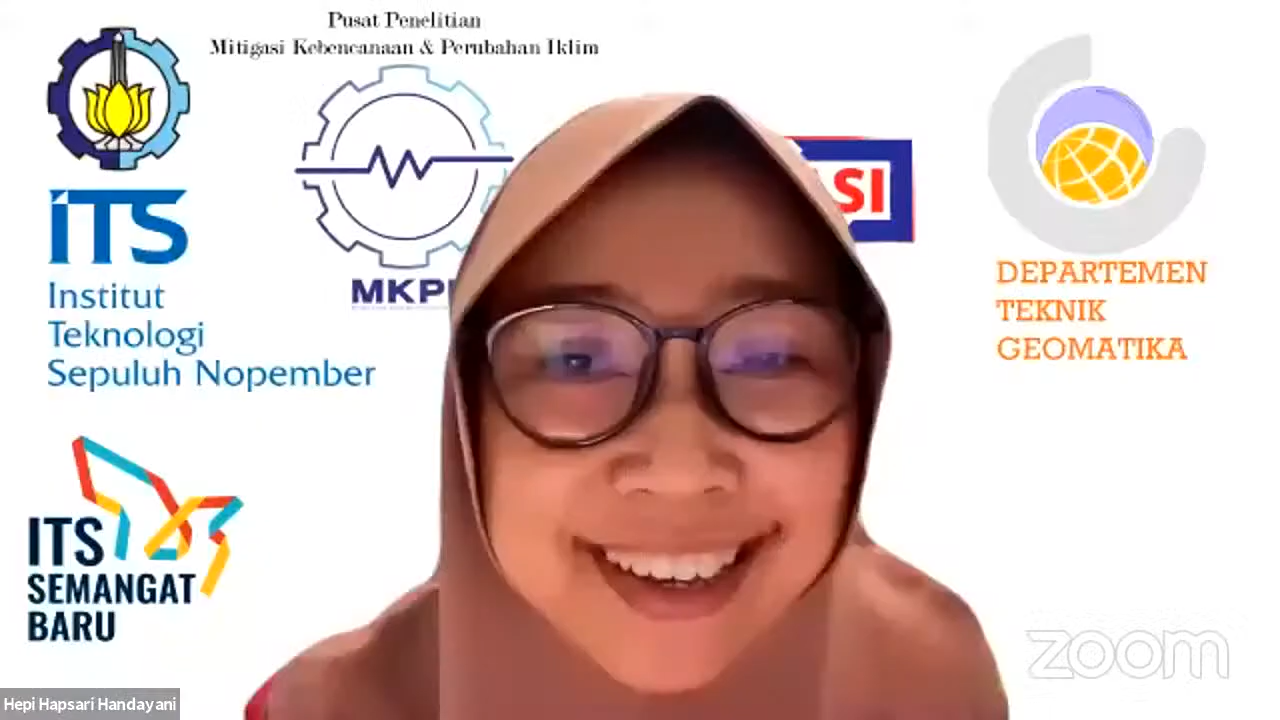 Pusat Penelitian
Mitigasi Kebencanaan & Perubahan Iklim
ITS
Institut
Teknologi
Sepuluh Nopember
MKPI
ASI
DEPARTEMEN
TEKNIK
GEOMATIKA
ITS
SEMANGAT
BARU
zoom
Hepi Hapsari Handayani